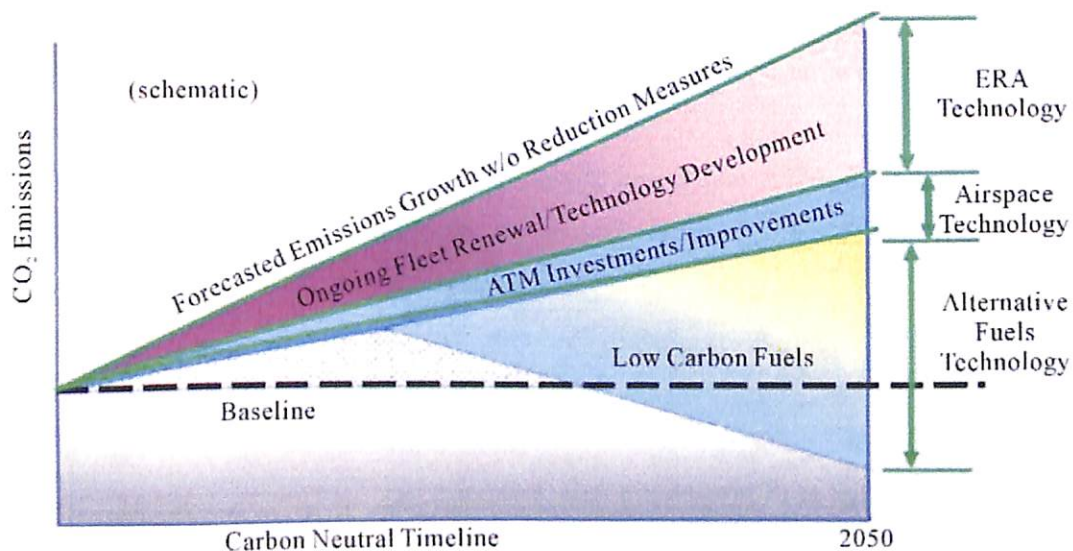 (schematic)
CO₂ Emissions
Forecasted Emissions Growth w/o Reduction Measures
Ongoing Fleet Renewal/Technology Development
ATM Investments/Improvements
Low Carbon Fuels
Baseline
ERA
Technology
Airspace
Technology
Alternative
Fuels
Technology
Carbon Neutral Timeline
2050